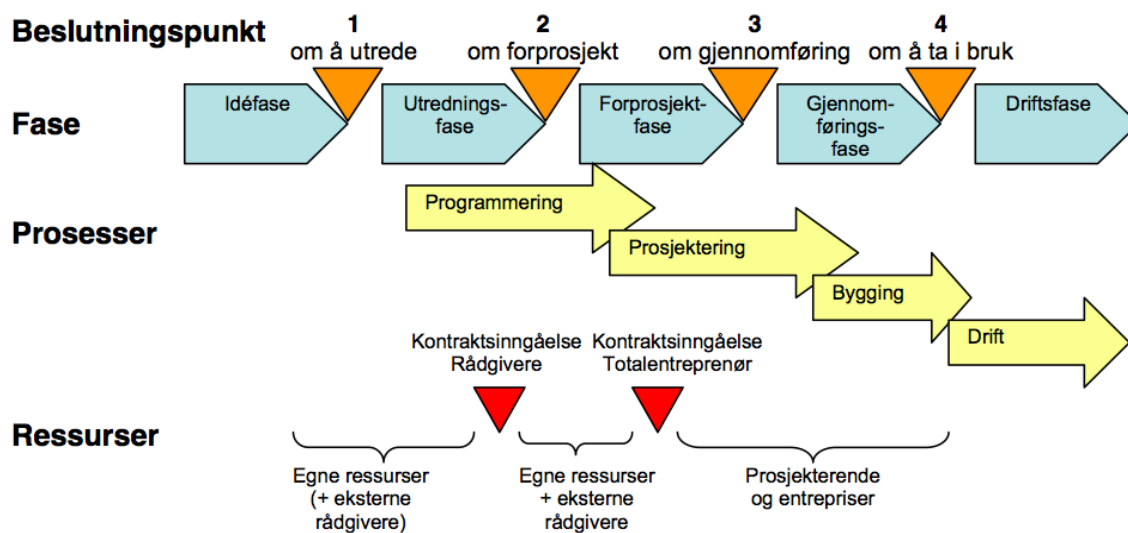 Beslutningspunkt
1
om å utrede
2
om forprosjekt
3
om gjennomføring
4
om å ta i bruk
Fase
Idéfase
Utrednings-
fase
Forprosjekt-
fase
Gjennom-
førings-
fase
Driftsfase
Prosesser
Programmering
Prosjektering
Bygging
Drift
Kontraktsinngåelse
Rådgivere
Kontraktsinngåelse
Totalentreprenør
Ressurser
Egne ressurser
(+ eksterne
rådgivere)
Egne ressurser
+ eksterne
rådgivere
Prosjekterende
og entrepriser